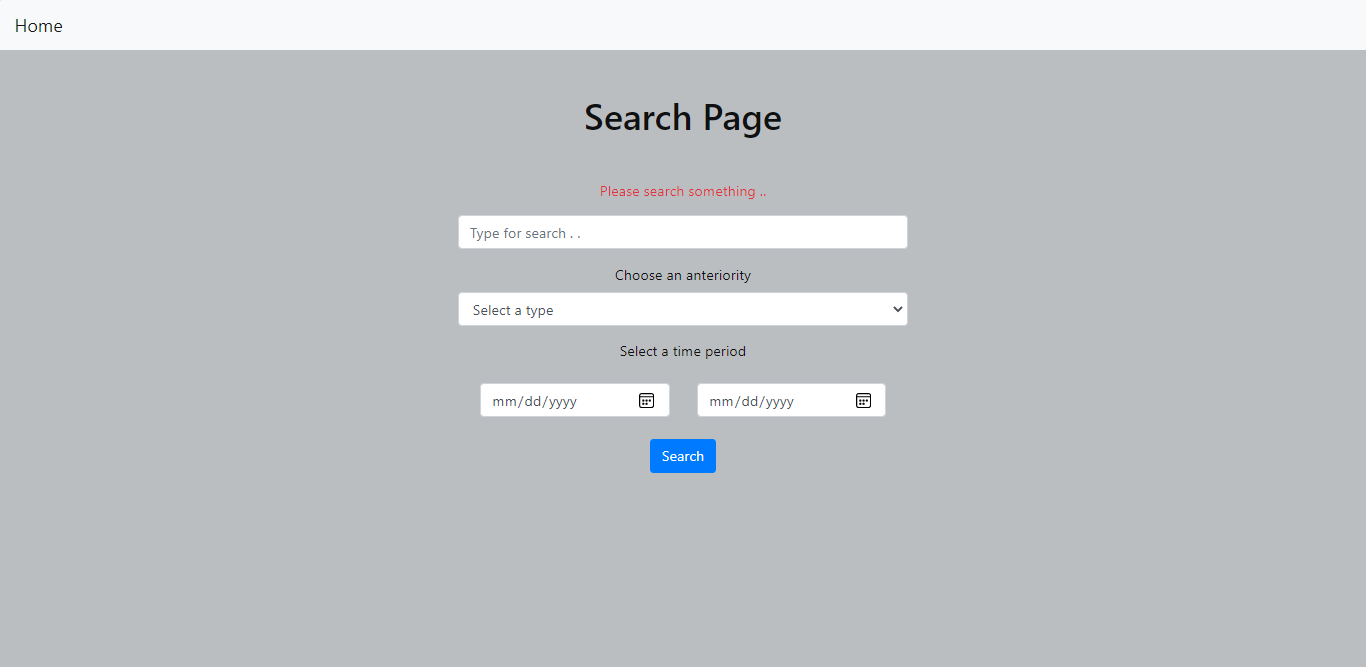 Home
Search Page
Please search something ..
Type for search . .
Choose an anteriority
Select a type
Select a time period
mm/dd/yyyy mm/dd/yyyy
Search